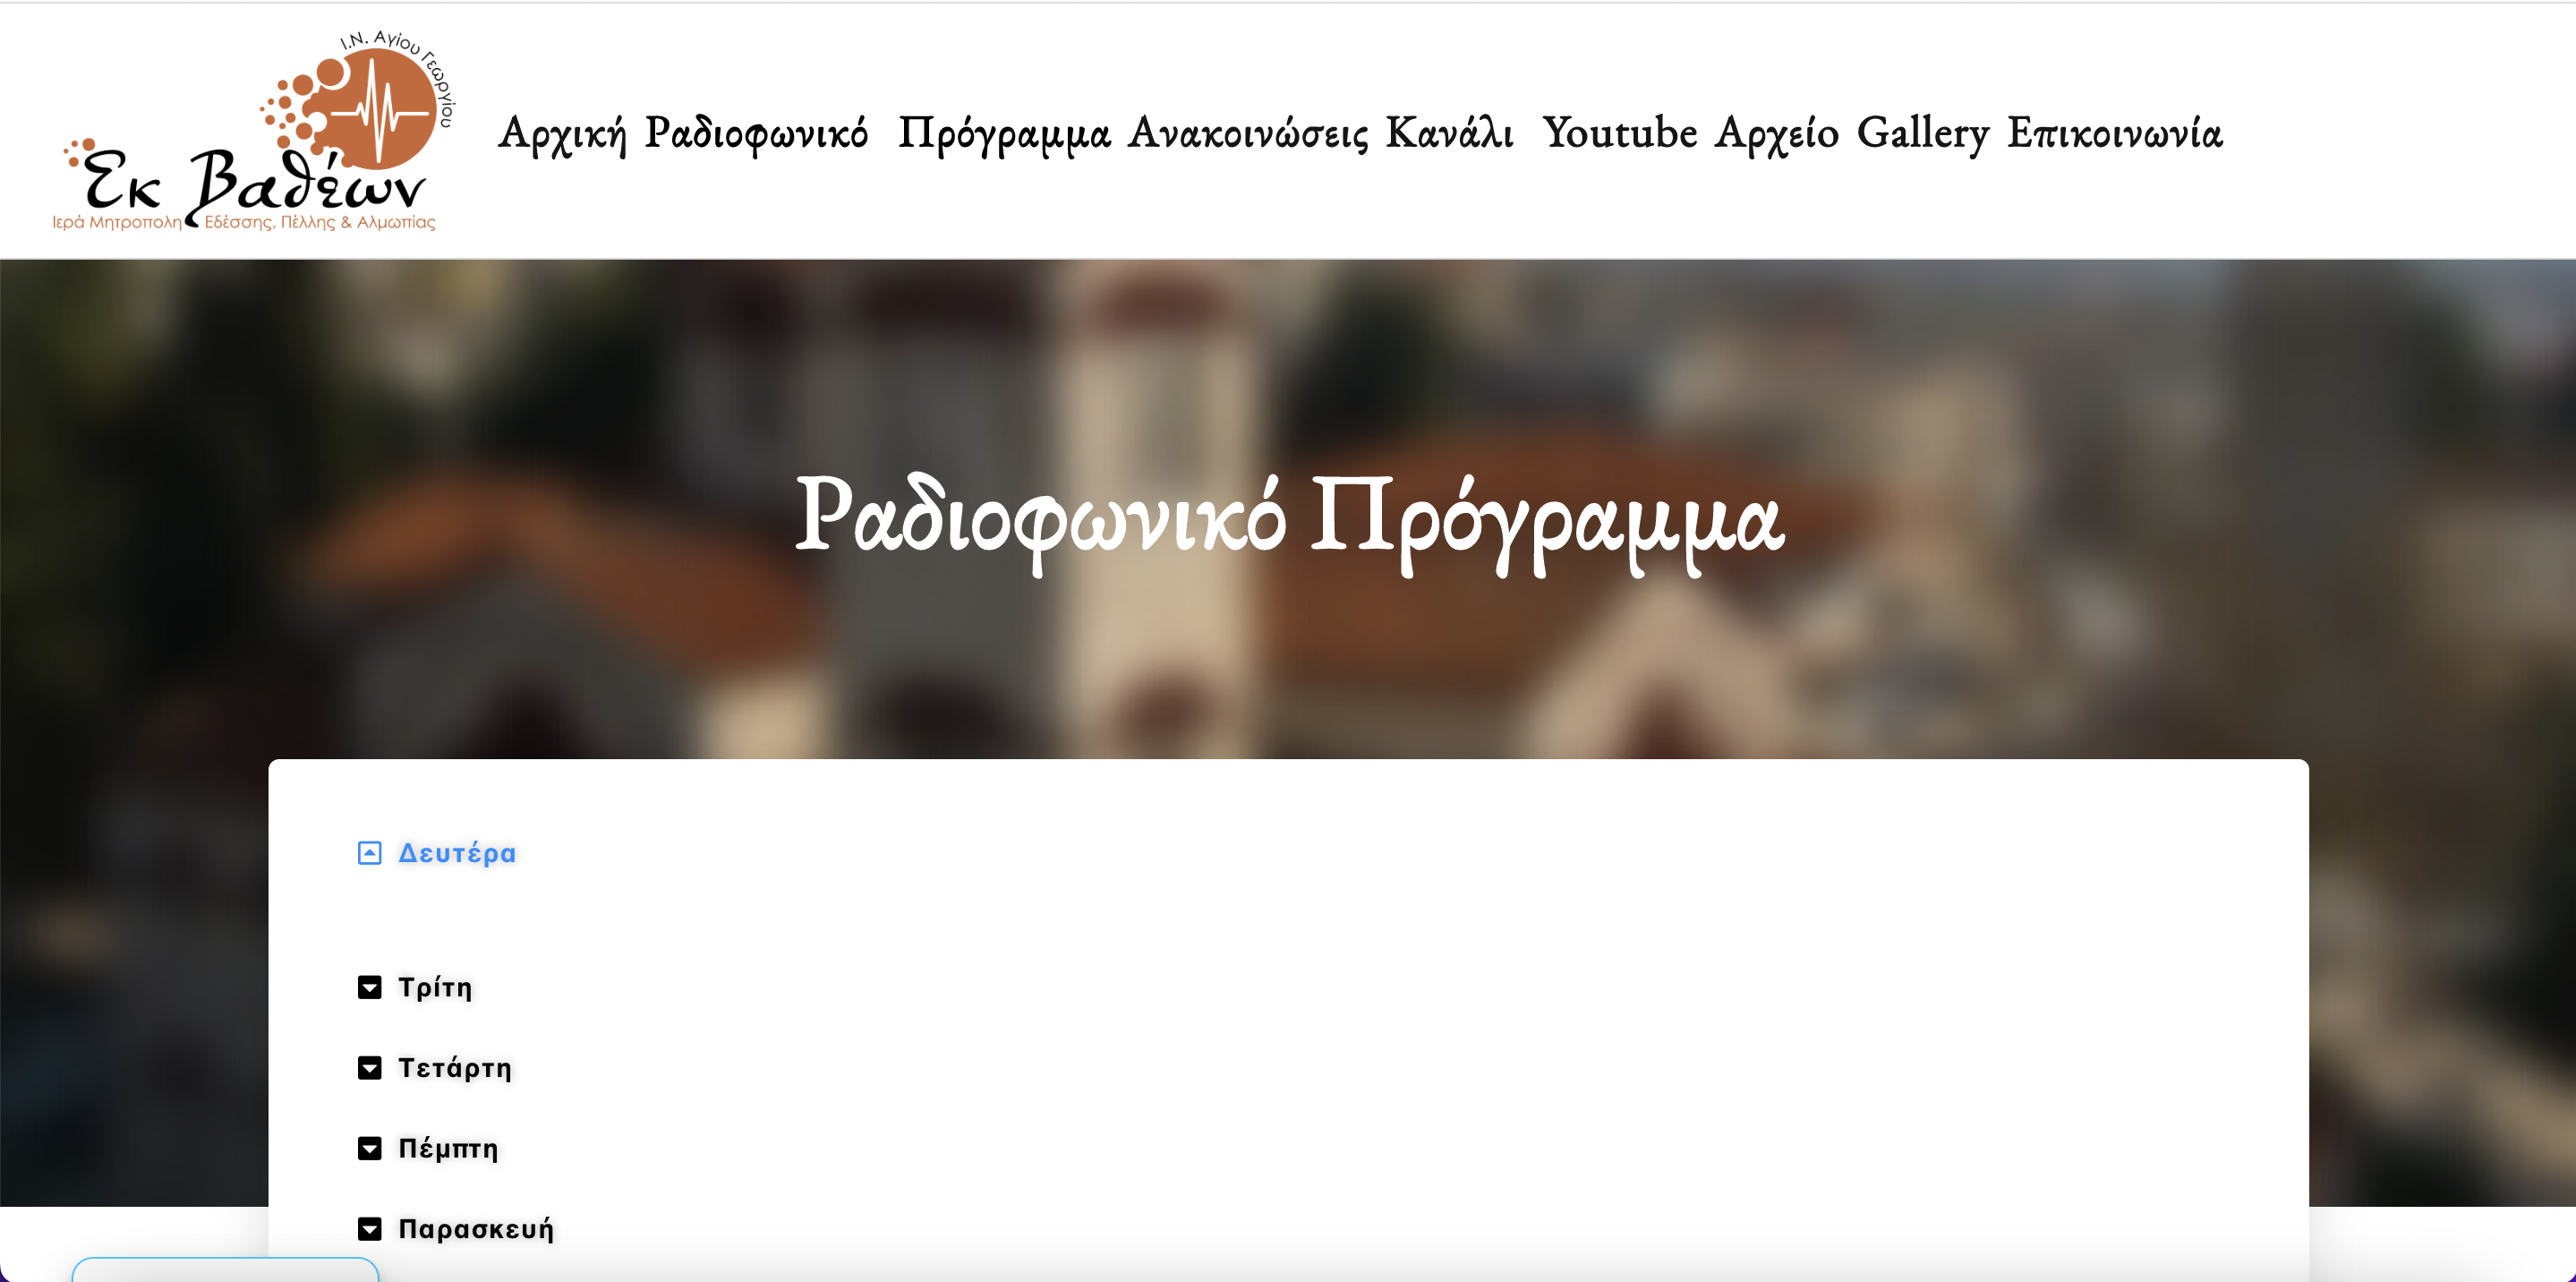 Ι.Ν. Αγίου Γεωργίου
Εκ Βαθέων
Ιερά Μητροπολη Εδέσσης, Πέλλης & Αλμωπίας
Αρχική Ραδιοφωνικό Πρόγραμμα Ανακοινώσεις Κανάλι Youtube Αρχείο Gallery Επικοινωνία
Ραδιοφωνικό Πρόγραμμα
Δευτέρα
Τρίτη
Τετάρτη
Πέμπτη
Παρασκευή